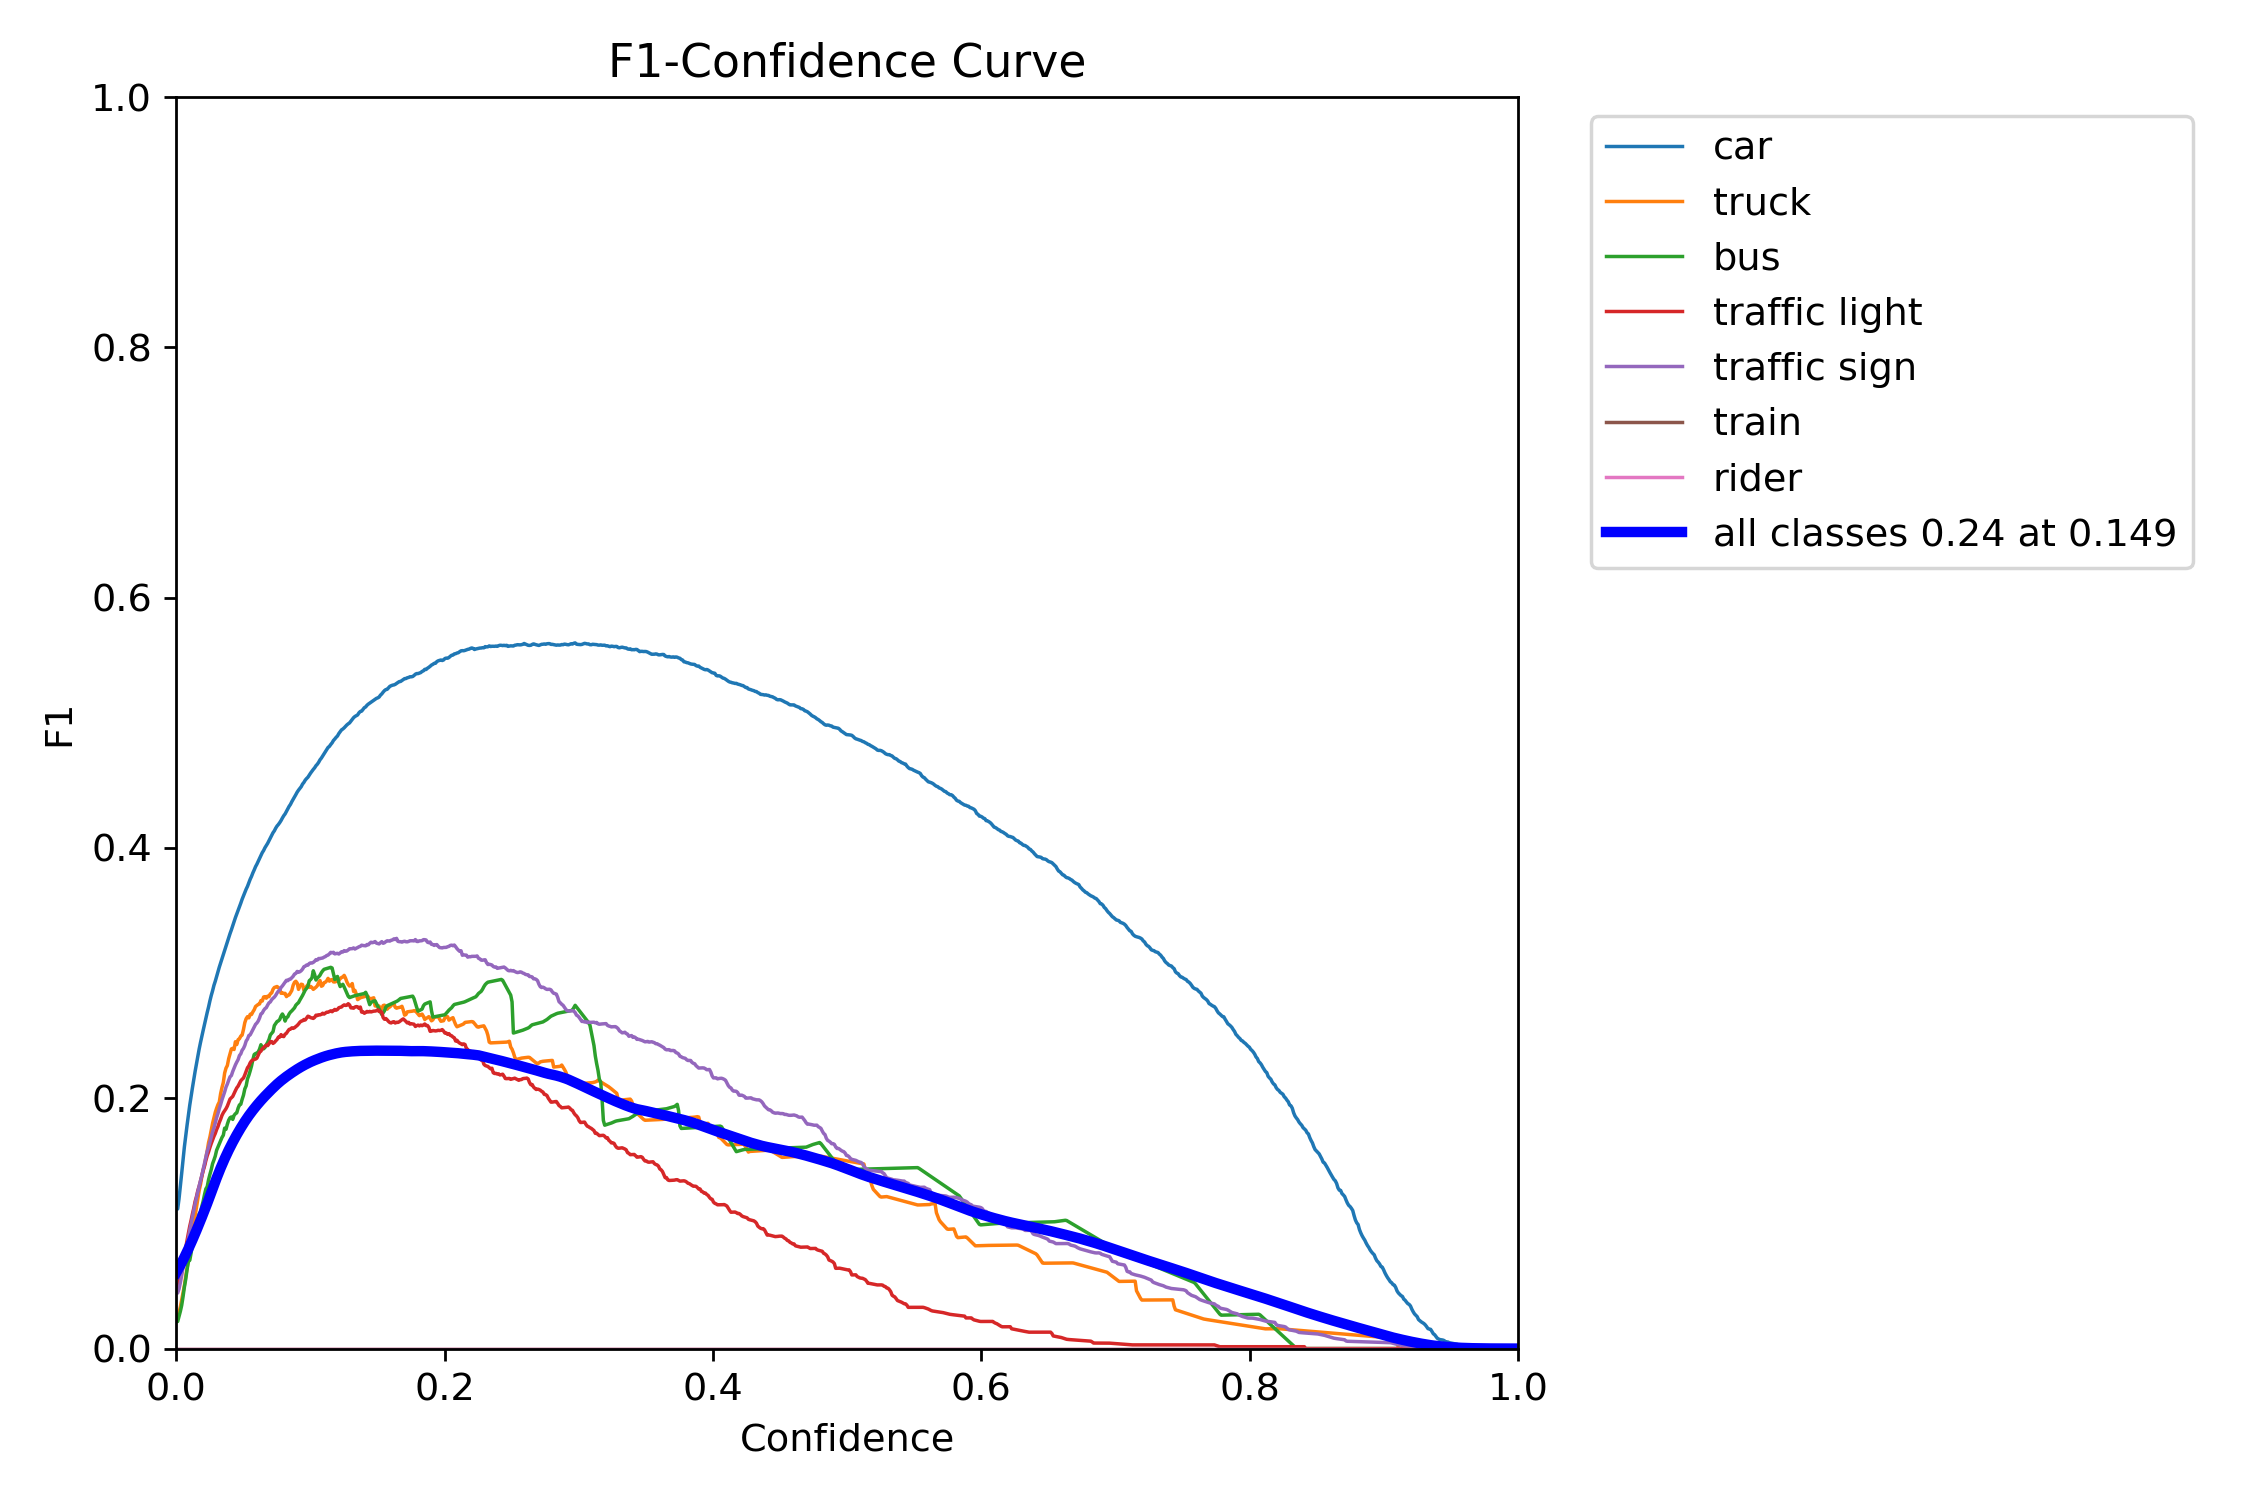 F1-Confidence Curve
1.0
0.8
0.6
0.4
0.2
0.0
F1
0.0 0.2 0.4 0.6 0.8 1.0
Confidence
car
truck
bus
traffic light
traffic sign
train
rider
all classes 0.24 at 0.149